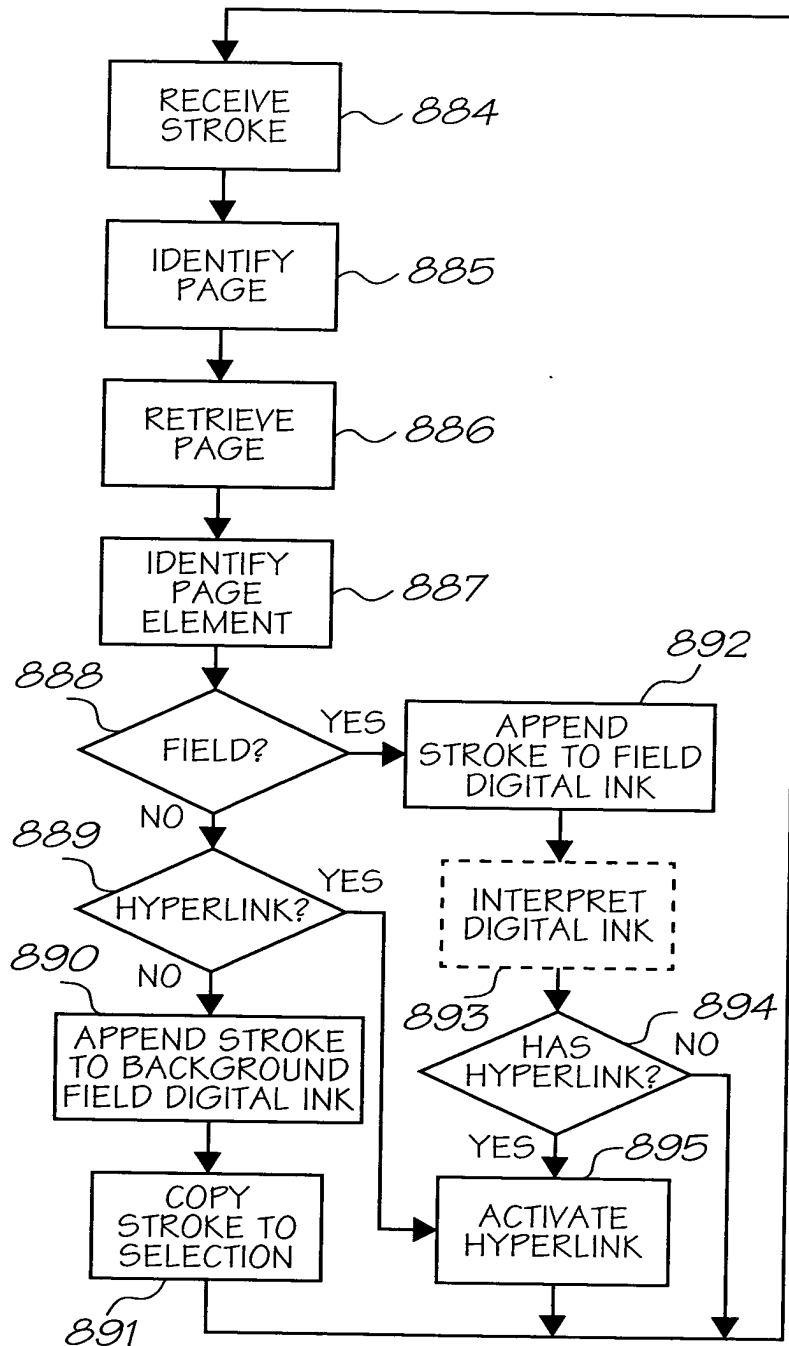 RECEIVE
STROKE
884
IDENTIFY
PAGE
885
RETRIEVE
PAGE
886
IDENTIFY
PAGE
ELEMENT
887
888
FIELD?
YES
NO
892
APPEND
STROKE TO FIELD
DIGITAL INK
889
HYPERLINK?
YES
NO
INTERPRET
DIGITAL INK
893
890
APPEND STROKE
TO BACKGROUND
FIELD DIGITAL INK
894
HAS
HYPERLINK?
NO
YES
895
COPY
STROKE TO
SELECTION
891
ACTIVATE
HYPERLINK